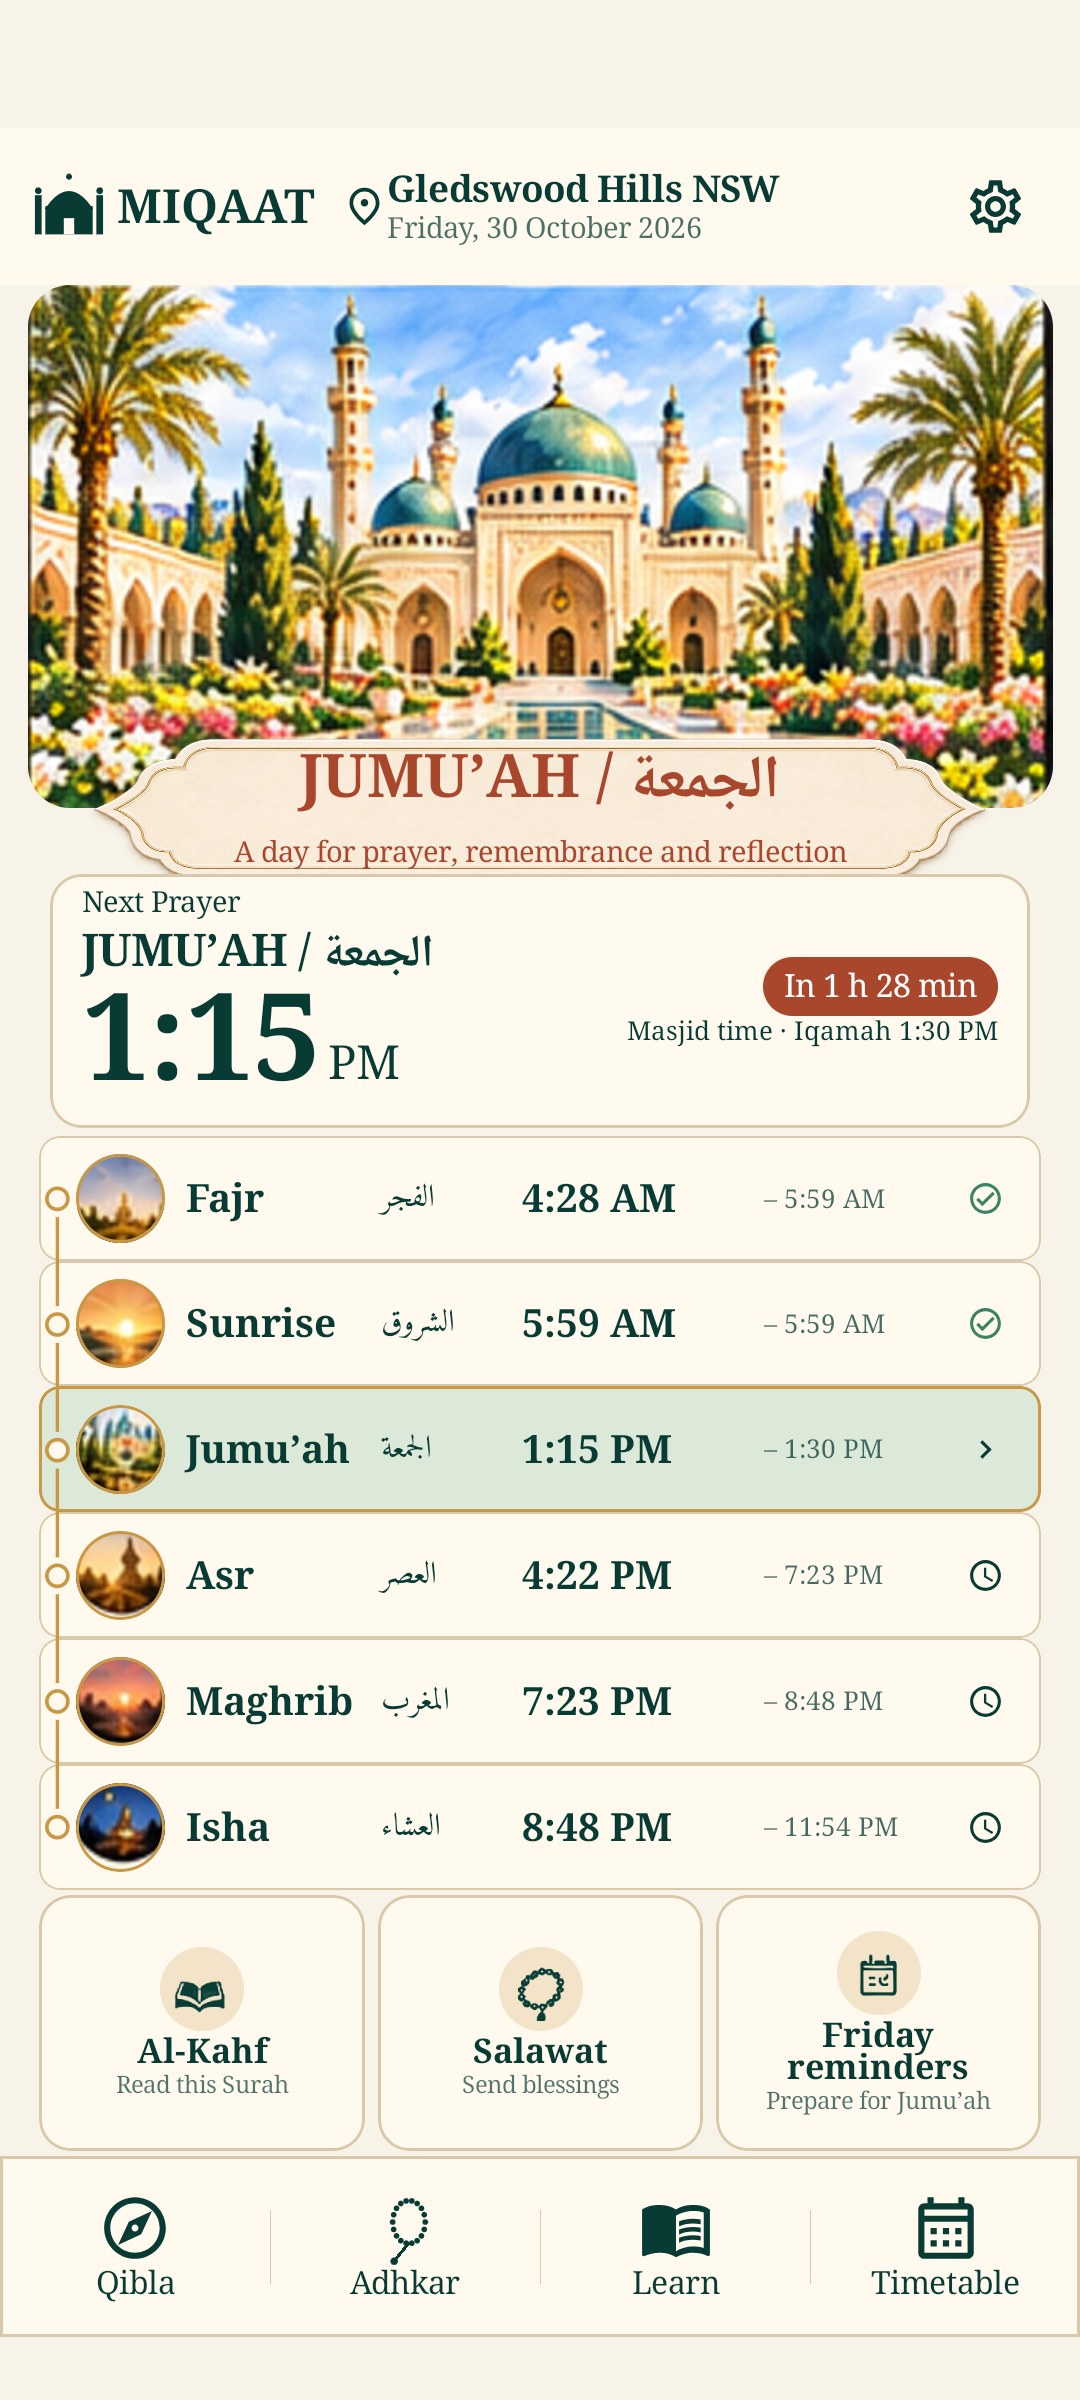 MIQAAT
Gledswood Hills NSW
Friday, 30 October 2026
JUMU’AH / الجمعة
A day for prayer, remembrance and reflection
Next Prayer
JUMU’AH / الجمعة
1:15 PM
In 1 h 28 min
Masjid time · Iqamah 1:30 PM
Fajr الفجر 4:28 AM – 5:59 AM
Sunrise الشروق 5:59 AM – 5:59 AM
Jumu’ah الجمعة 1:15 PM – 1:30 PM
Asr العصر 4:22 PM – 7:23 PM
Maghrib المغرب 7:23 PM – 8:48 PM
Isha العشاء 8:48 PM – 11:54 PM
Al-Kahf
Read this Surah
Salawat
Send blessings
Friday
reminders
Prepare for Jumu’ah
Qibla
Adhkar
Learn
Timetable